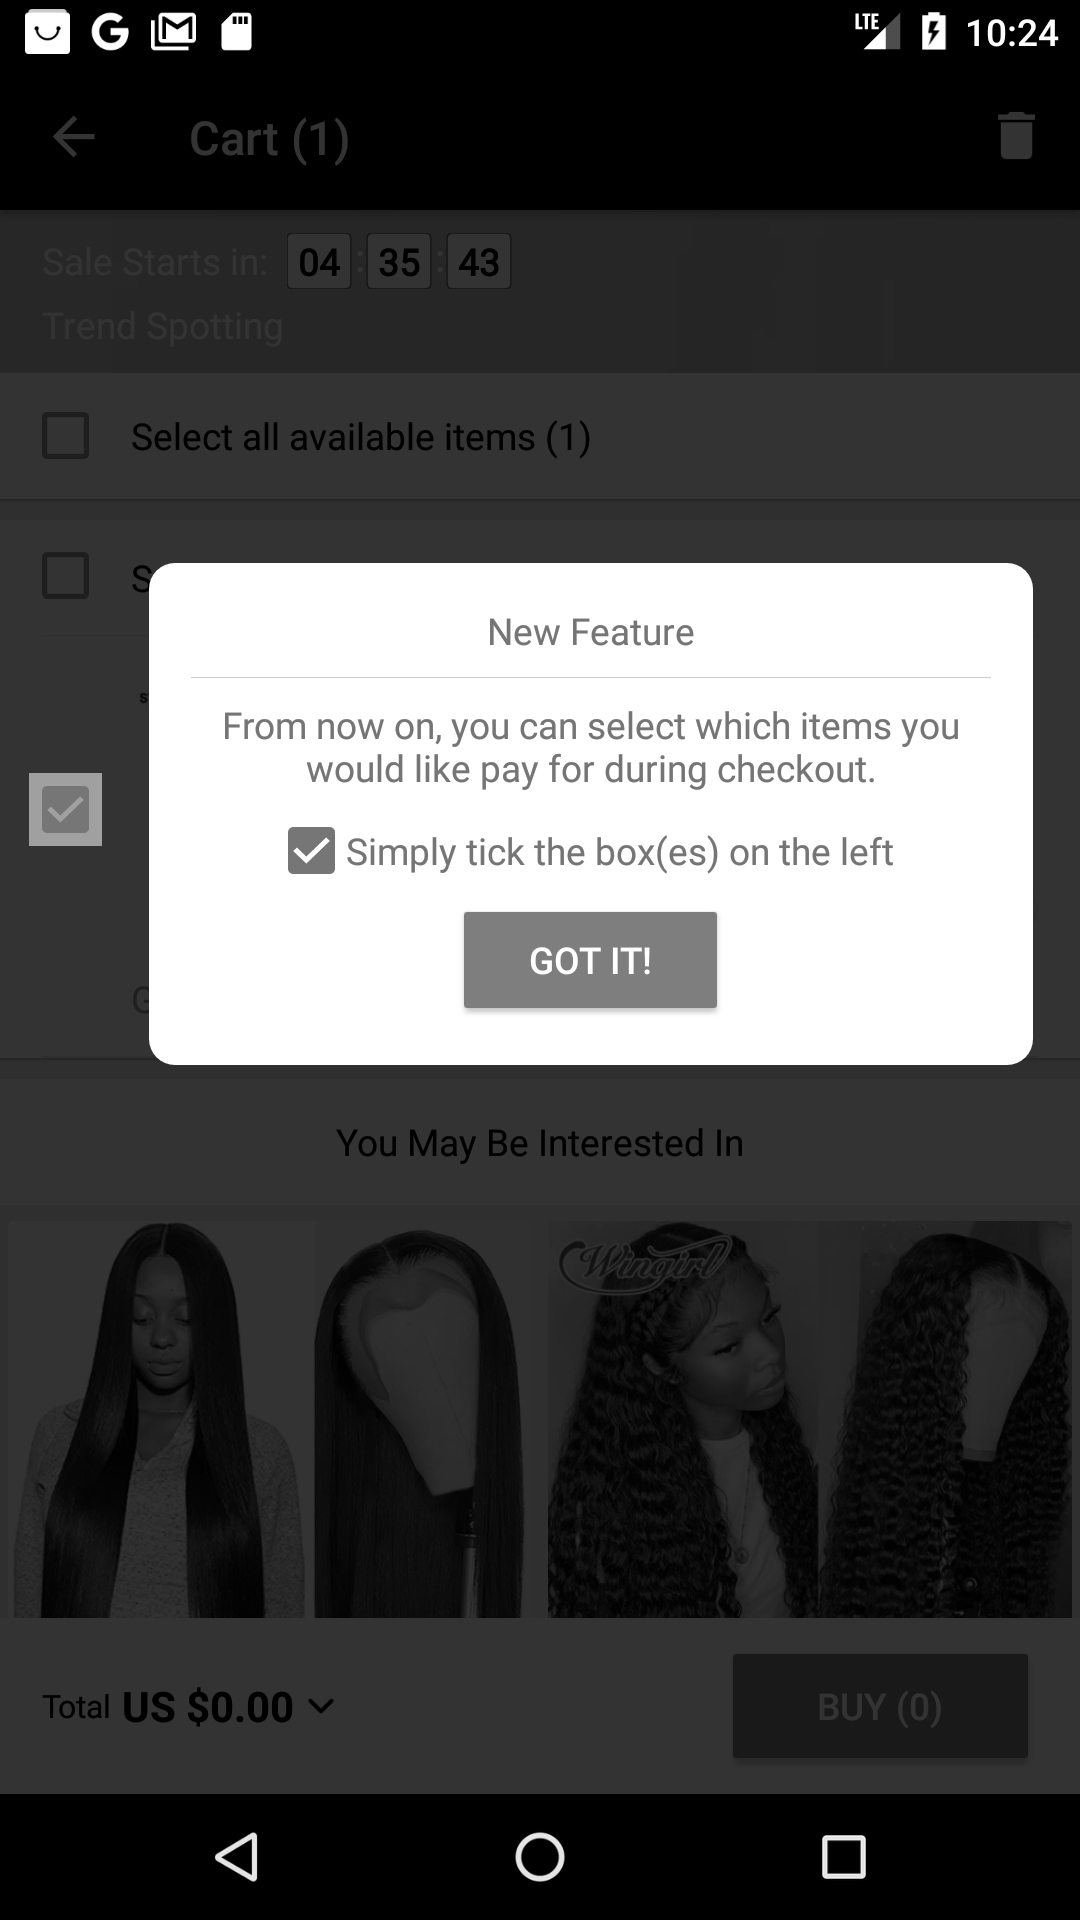 10:24
LTE
Cart (1)
Sale Starts in: 04 : 35 : 43
Trend Spotting
Select all available items (1)
New Feature
From now on, you can select which items you
would like pay for during checkout.
Simply tick the box(es) on the left
GOT IT!
You May Be Interested In
Wingirl
Total US $0.00
BUY (0)